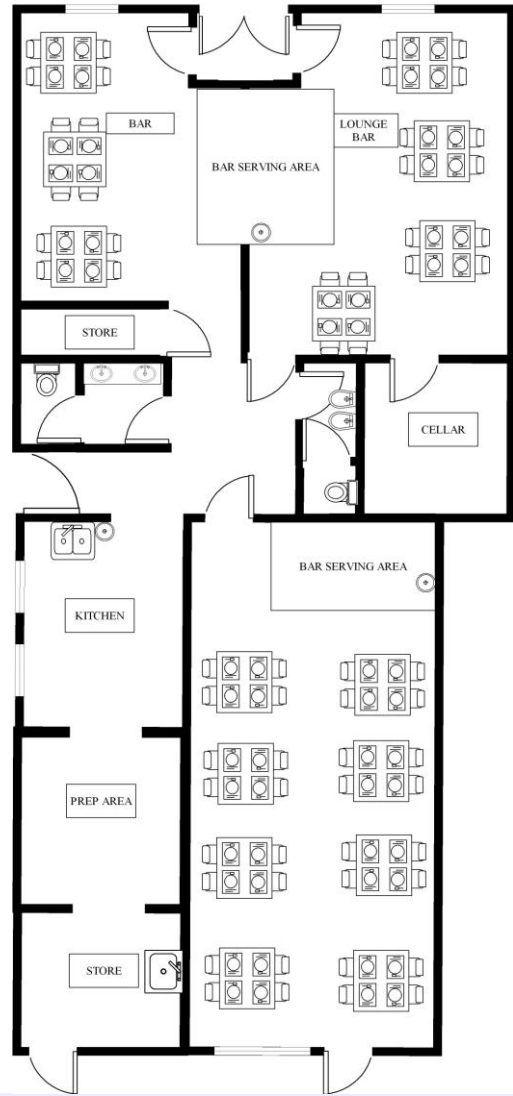 BAR
LOUNGE
BAR
BAR SERVING AREA
STORE
CELLAR
BAR SERVING AREA
KITCHEN
PREP AREA
STORE